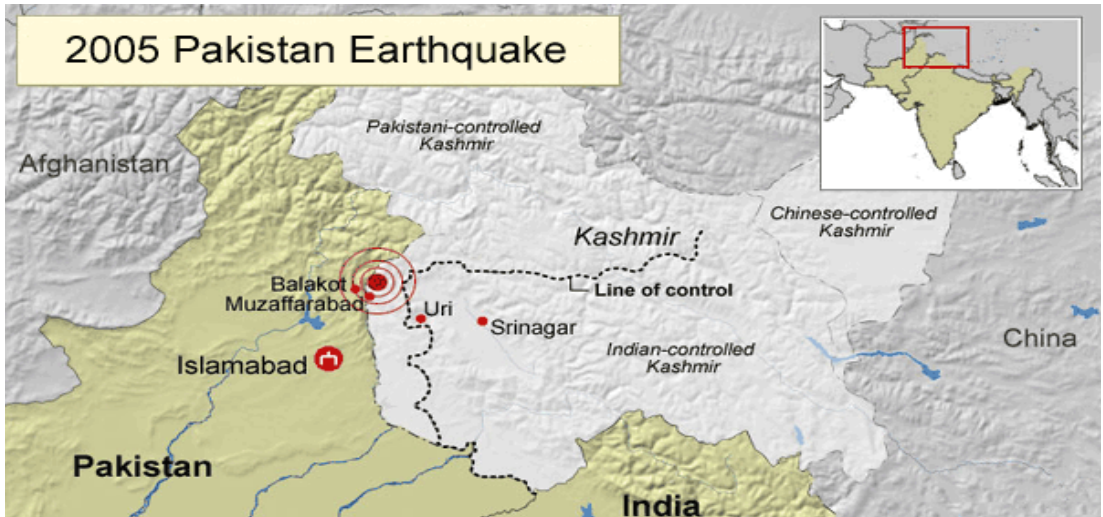 2005 Pakistan Earthquake
Pakistani-controlled
Kashmir
Afghanistan
Chinese-controlled
Kashmir
Kashmir
Balakot
Line of control
Muzaffarabad
Uri
Srinagar
China
Islamabad
Indian-controlled
Kashmir
Pakistan
India